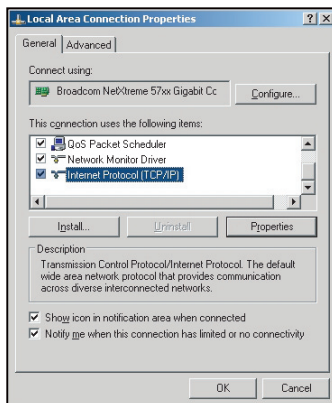 Local Area Connection Properties
General Advanced
Connect using:
Broadcom NetXtreme 57xx Gigabit Cc
Configure...
This connection uses the following items:
QoS Packet Scheduler
Network Monitor Driver
Internet Protocol (TCP/IP)
Install... Uninstall Properties
Description
Transmission Control Protocol/Internet Protocol. The default
wide area network protocol that provides communication
across diverse interconnected networks.
Show icon in notification area when connected
Notify me when this connection has limited or no connectivity
OK Cancel